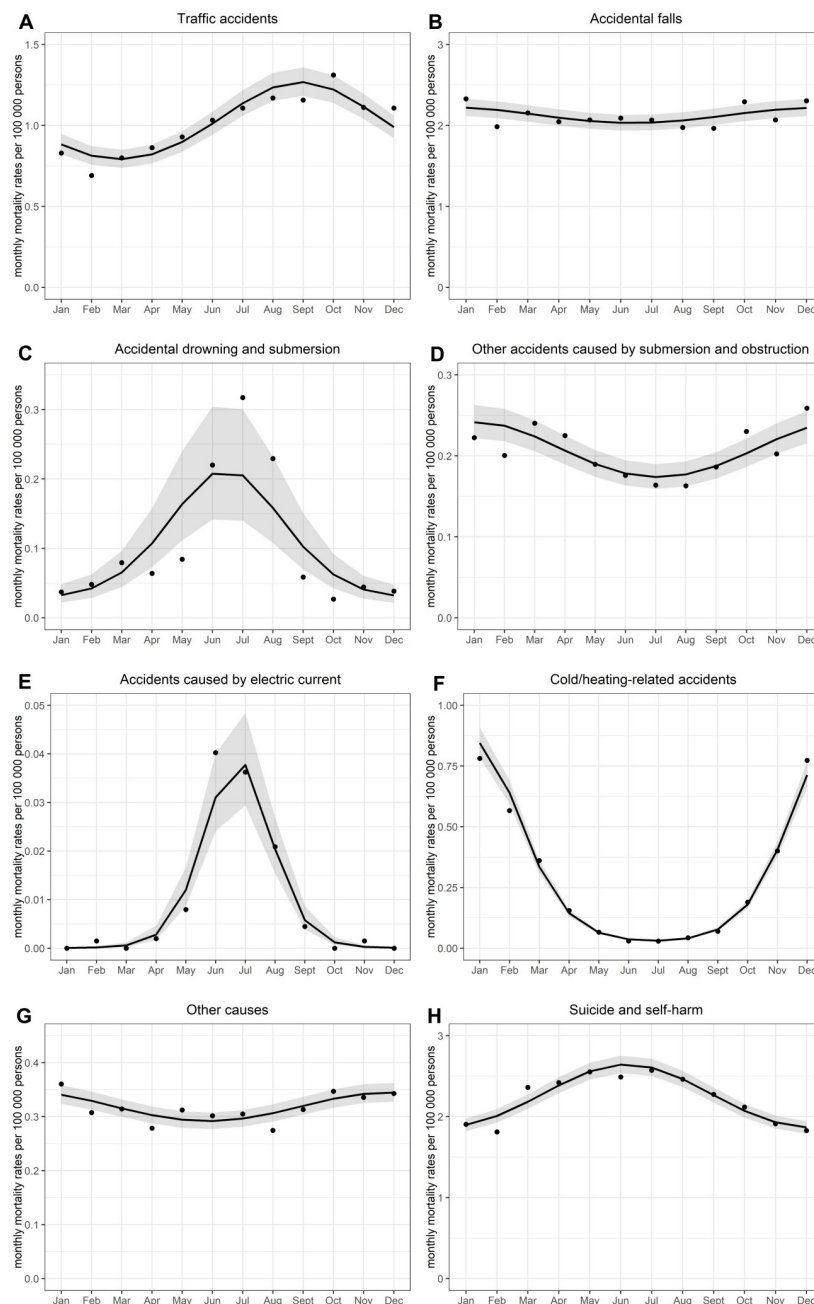 A Traffic accidents
monthly mortality rates per 100 000 persons
1.5
1.0
0.5
0.0
Jan Feb Mar Apr May Jun Jul Aug Sept Oct Nov Dec
B Accidental falls
monthly mortality rates per 100 000 persons
3
2
1
0
Jan Feb Mar Apr May Jun Jul Aug Sept Oct Nov Dec
C Accidental drowning and submersion
monthly mortality rates per 100 000 persons
0.3
0.2
0.1
0.0
Jan Feb Mar Apr May Jun Jul Aug Sept Oct Nov Dec
D Other accidents caused by submersion and obstruction
monthly mortality rates per 100 000 persons
0.3
0.2
0.1
0.0
Jan Feb Mar Apr May Jun Jul Aug Sept Oct Nov Dec
E Accidents caused by electric current
monthly mortality rates per 100 000 persons
0.05
0.04
0.03
0.02
0.01
0.00
Jan Feb Mar Apr May Jun Jul Aug Sept Oct Nov Dec
F Cold/heating-related accidents
monthly mortality rates per 100 000 persons
1.00
0.75
0.50
0.25
0.00
Jan Feb Mar Apr May Jun Jul Aug Sept Oct Nov Dec
G Other causes
monthly mortality rates per 100 000 persons
0.4
0.3
0.2
0.1
0.0
Jan Feb Mar Apr May Jun Jul Aug Sept Oct Nov Dec
H Suicide and self-harm
monthly mortality rates per 100 000 persons
3
2
1
0
Jan Feb Mar Apr May Jun Jul Aug Sept Oct Nov Dec